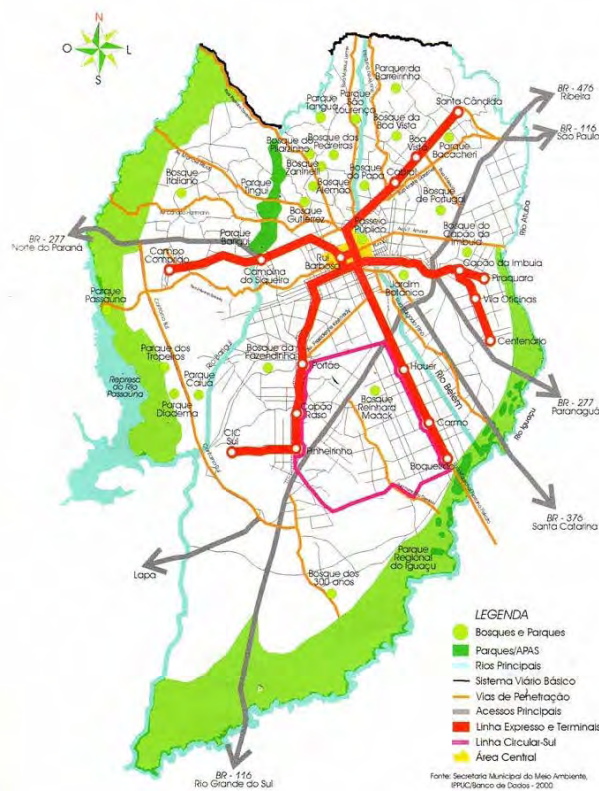 N
O
L
S
BR - 476
Ribeira
BR - 116
São Paulo
Parque da
Barreirinha
Parque
Tanguá
Parque
São
Lourenço
Santa Cândida
Bosque da
Boa Vista
Boa
Vista
Parque
Bacacheri
Bosque do
Pilarzinho
Bosque das
Pedreiras
Bosque
Zaninelli
Bosque
Alemão
Bosque
do Papa
Cabral
Bosque
Italiano
Parque
Tingui
Bosque
Gutierrez
Bosque
de Portugal
Passeio
Público
Bosque do
Capão da
Imbuia
Rio Atuba
BR - 277
Norte do Paraná
Parque
Barigui
Campo
Comprido
Campina
do Siqueira
Rui
Barbosa
Capão da Imbuia
Piraquara
Jardim
Botânico
Vila Oficinas
Centenário
Parque
Passaúna
Parque dos
Tropeiros
Rio Barigui
Bosque da
Fazendinha
Portão
Represa
do Rio
Passaúna
Parque
Caiuá
Parque
Diadema
Hauer
Rio Belém
BR - 277
Paranaguá
Rio Iguaçu
Capão
Raso
Bosque
Reinhard
Maack
Carmo
CIC
Sul
Pinheirinho
Boqueirão
BR - 376
Santa Catarina
Lapa
Parque
Regional
do Iguaçu
Bosque dos
300 anos
BR - 116
Rio Grande do Sul
LEGENDA
Bosques e Parques
Parques/APAS
Rios Principais
Sistema Viário Básico
Vias de Penetração
Acessos Principais
Linha Expresso e Terminais
Linha Circular-Sul
Área Central
Fonte: Secretaria Municipal do Meio Ambiente,
IPPUC/Banco de Dados - 2000